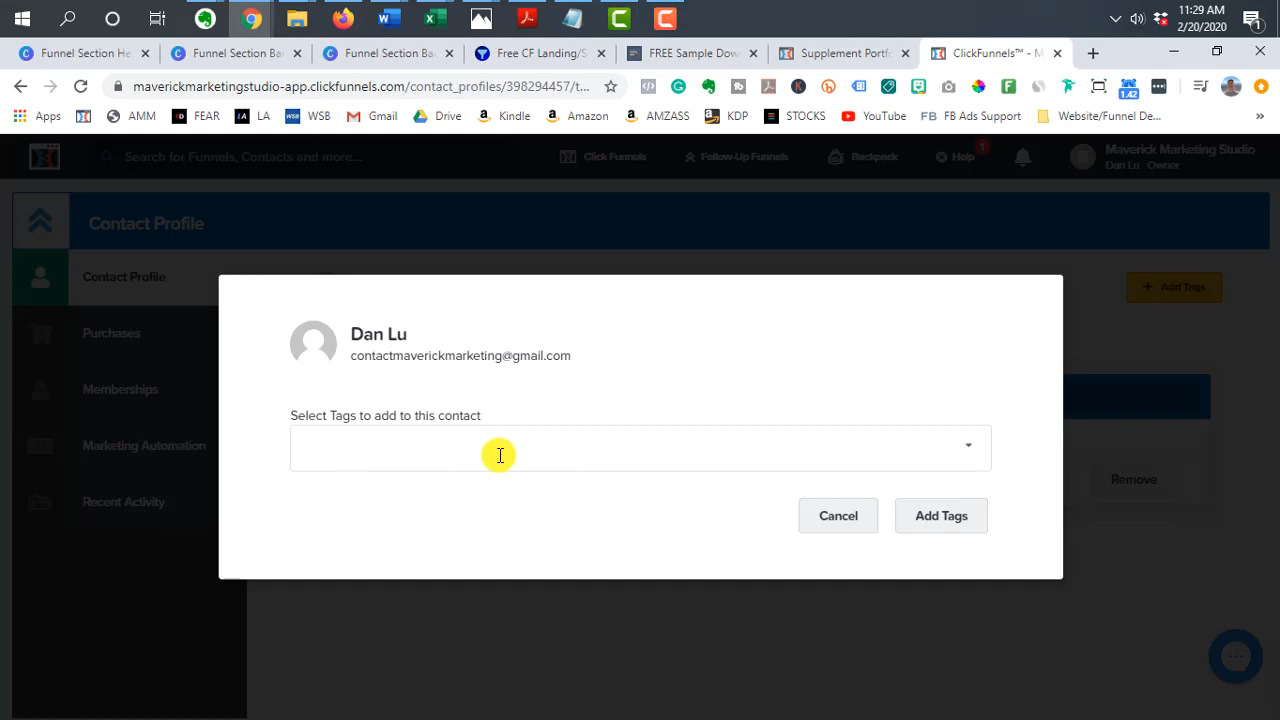 11:29 AM
2/20/2020
1
Funnel Section He
Funnel Section Ba
Funnel Section Ba
Free CF Landing/S
FREE Sample Dow
Supplement Portfo
ClickFunnels™ - M
maverickmarketingstudio-app.clickfunnels.com/contact_profiles/398294457/t...
1.42
Apps
AMM
FEAR
LA
WSB
Gmail
Drive
Kindle
Amazon
AMZASS
KDP
STOCKS
YouTube
FB Ads Support
Website/Funnel De...
»
Search for Funnels, Contacts and more...
Click Funnels
Follow-Up Funnels
Backpack
Help
1
Maverick Marketing Studio
Dan Lu · Owner
Contact Profile
Contact Profile
+ Add Tags
Purchases
Memberships
Marketing Automation
Recent Activity
Remove
Dan Lu
contactmaverickmarketing@gmail.com
Select Tags to add to this contact
Cancel
Add Tags